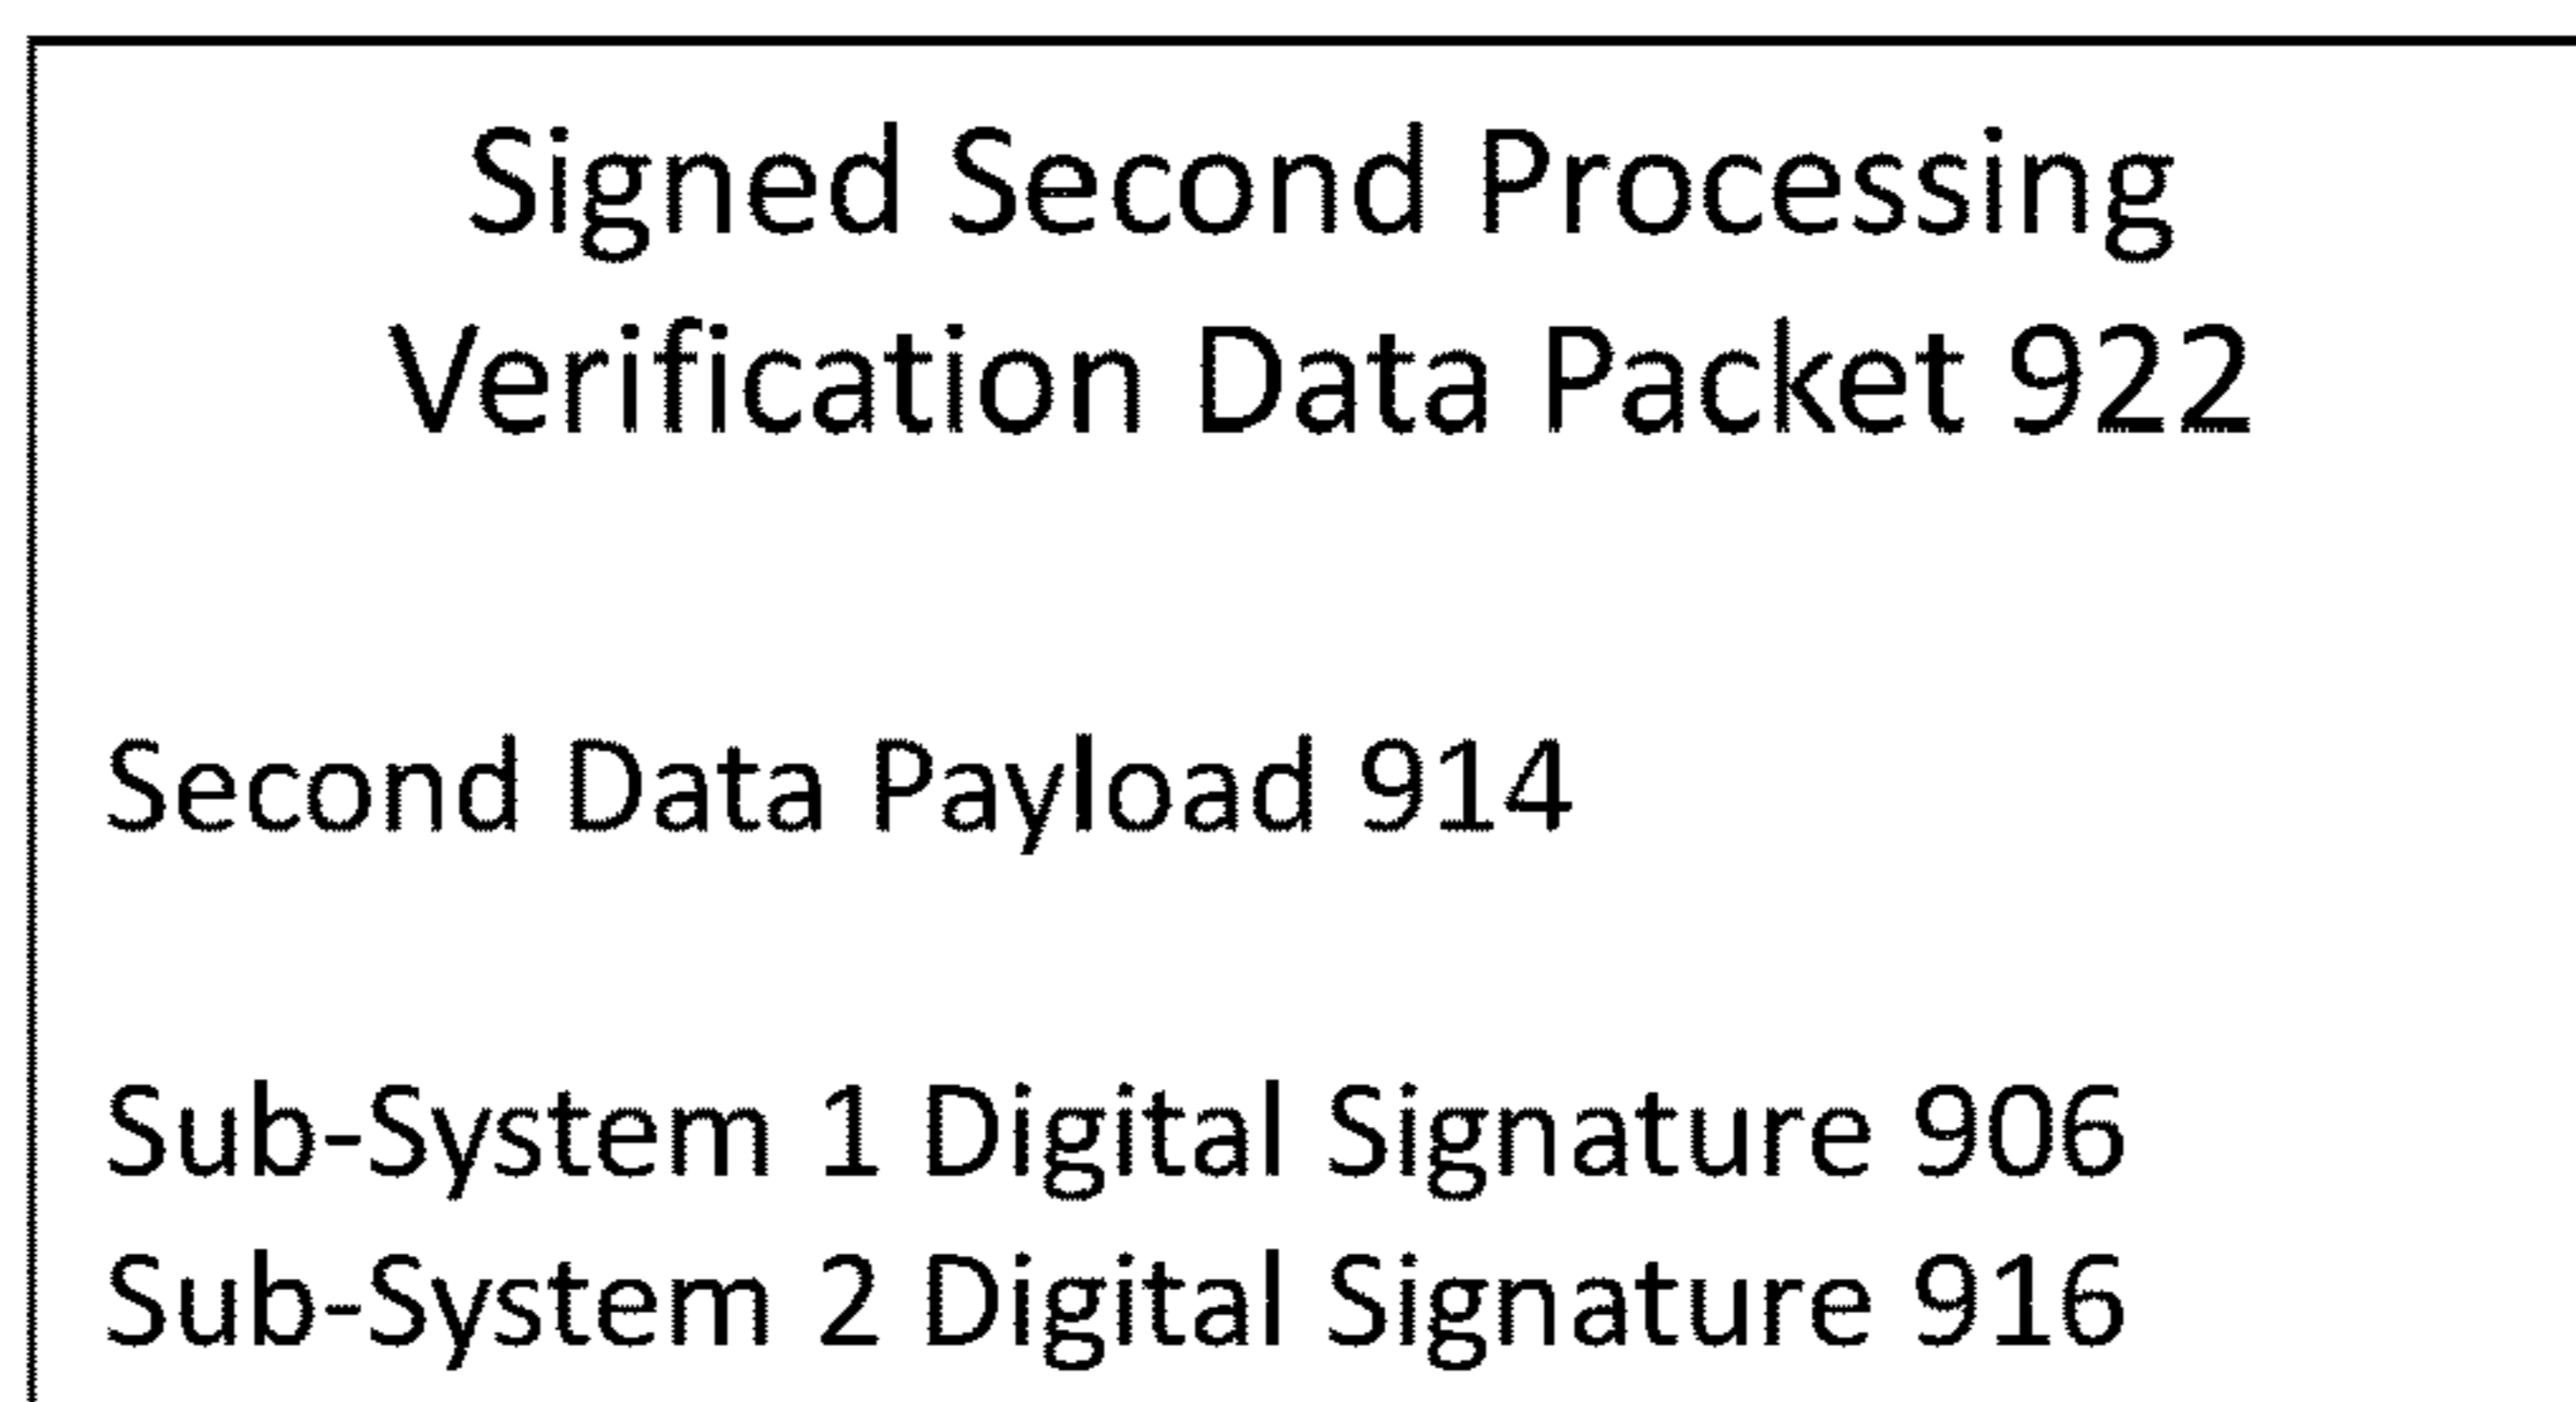 Signed Second Processing
Verification Data Packet 922
Second Data Payload 914
Sub-System 1 Digital Signature 906
Sub-System 2 Digital Signature 916